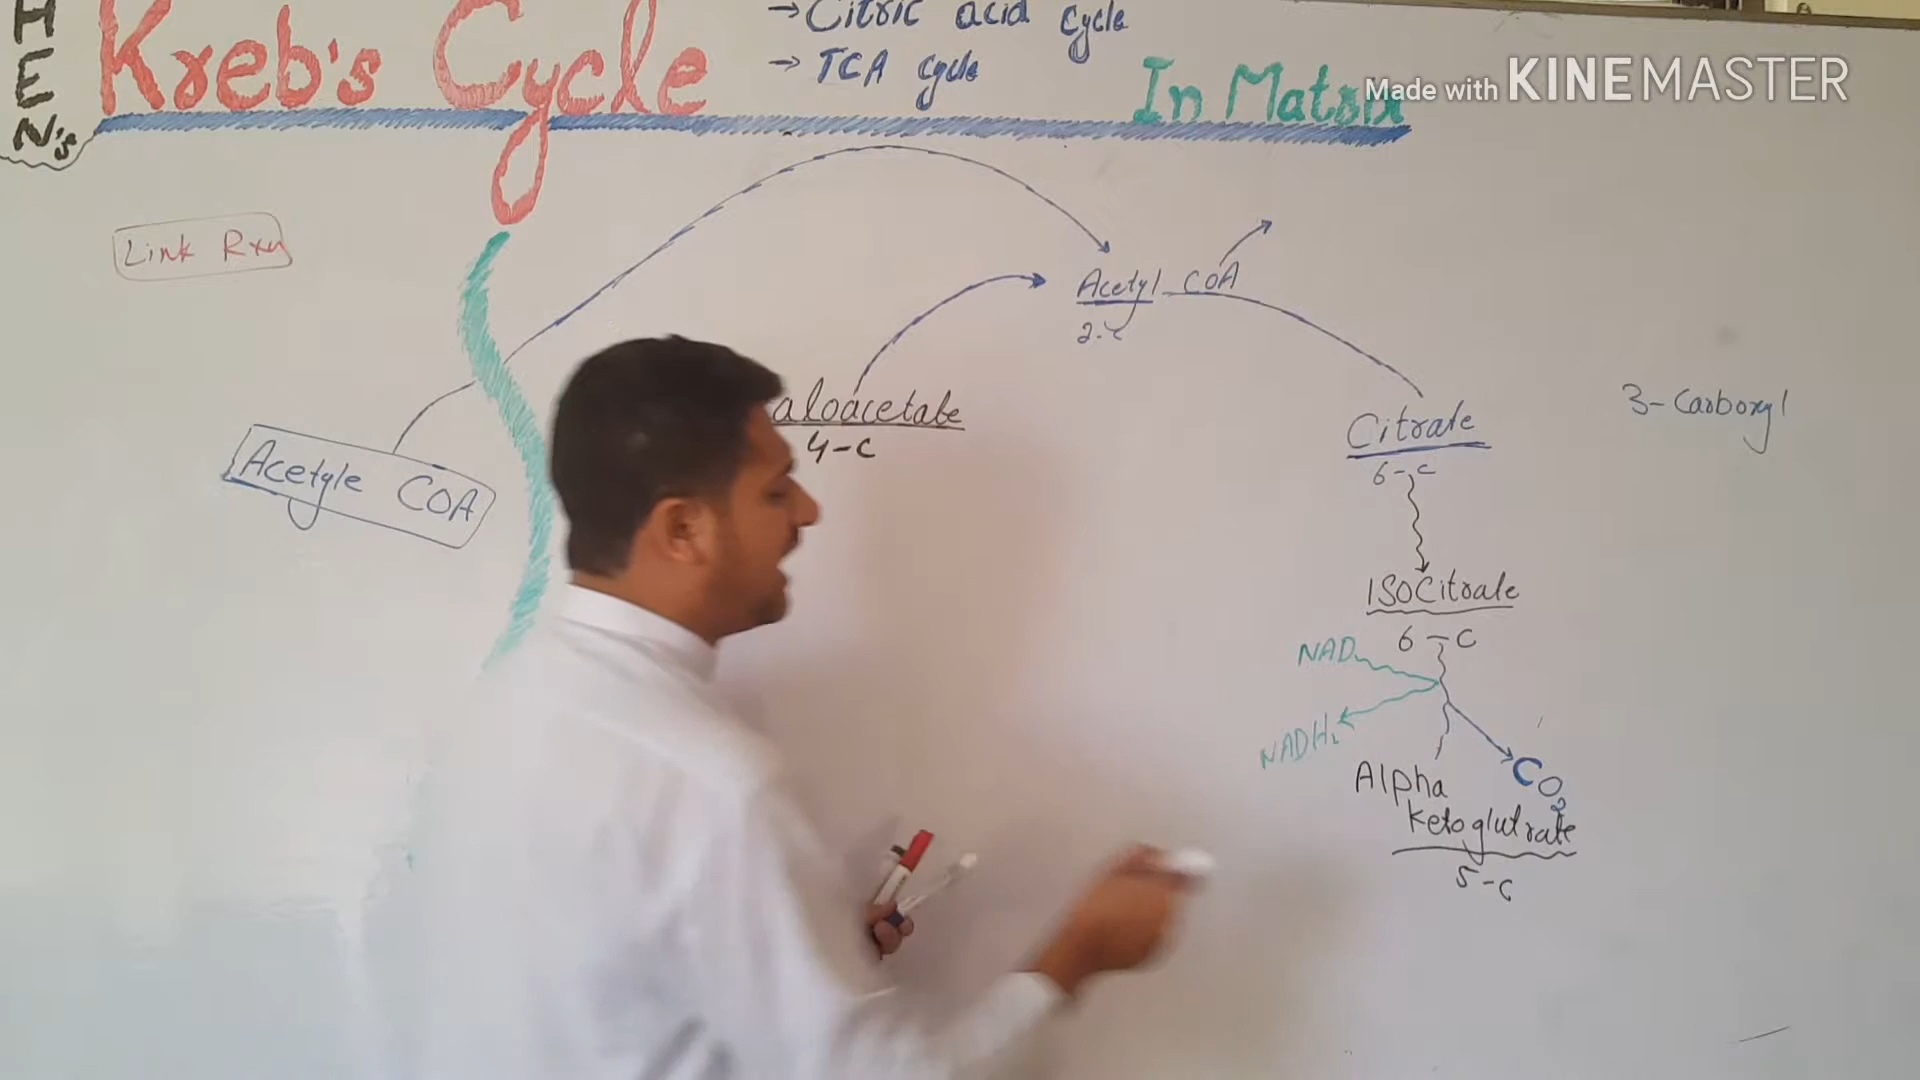 HEN's
Kreb's Cycle
→ Citric acid cycle
→ TCA cycle
In Matrix
Made with KINEMASTER
Link Rxn
Acetyl COA
2-C
aloacetate
4-C
Citrate
6-C
3-Carboxyl
Acetyle COA
ISOCitrate
6-C
NAD
NADH2
CO2
Alpha
Ketoglutrate
5-C